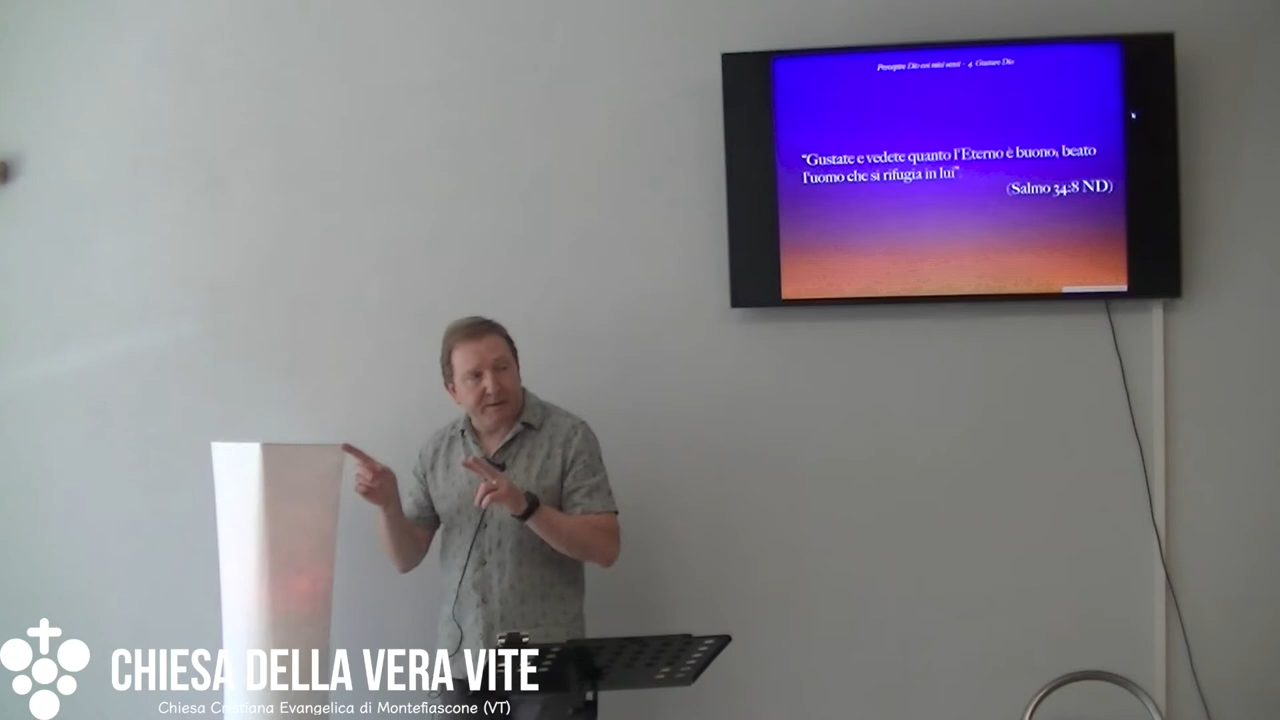 Percepire Dio coi miei sensi - 4. Gustare Dio
"Gustate e vedete quanto l'Eterno è buono; beato
l'uomo che si rifugia in lui"
(Salmo 34:8 ND)
CHIESA DELLA VERA VITE
Chiesa Cristiana Evangelica di Montefiascone (VT)